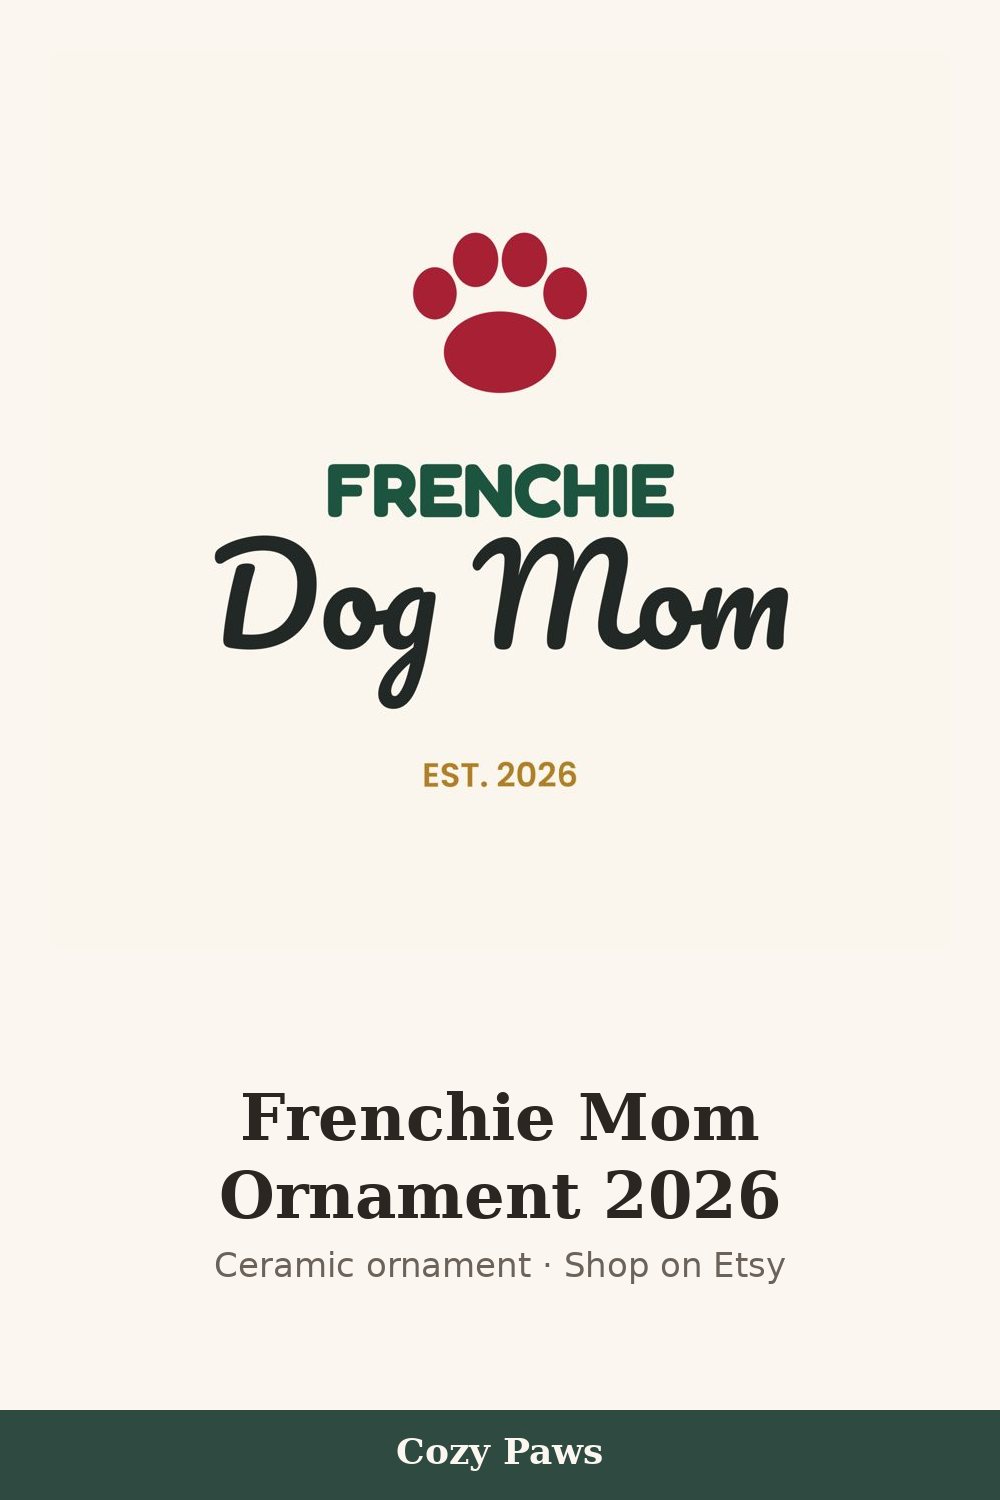 FRENCHIE
Dog Mom
EST. 2026
Frenchie Mom
Ornament 2026
Ceramic ornament · Shop on Etsy
Cozy Paws